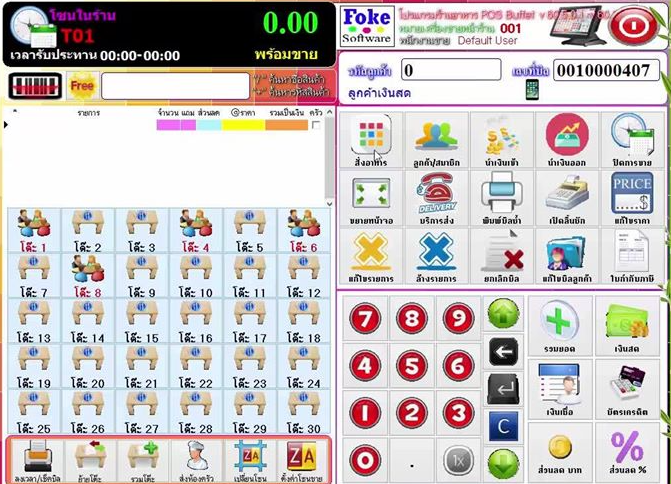 โซนในร้าน
T01
0.00
เวลารับประทาน 00:00-00:00
พร้อมขาย
Foke
Software
หมายเลขเครื่องขายหน้าร้าน 001
พนักงานขาย Default User
Free
"/" ค้นหาชื่อสินค้า
ค้นหารหัสสินค้า
รหัสลูกค้า 0 เลขที่บิล 0010000407
ลูกค้าเงินสด
รายการ จำนวน แถม ส่วนลด @ราคา รวมเป็นเงิน ครัว
สั่งอาหาร ลูกค้า/สมาชิก นำเงินเข้า นำเงินออก ปิดการขาย
DELIVERY
PRICE
....$
ขยายหน้าจอ บริการส่ง พิมพ์บิลซ้ำ เปิดลิ้นชัก แก้ไขราคา
แก้ไขรายการ ล้างรายการ ยกเลิกบิล แก้ไขบิลลูกค้า ใบกำกับภาษี
โต๊ะ 1 โต๊ะ 2 โต๊ะ 3 โต๊ะ 4 โต๊ะ 5 โต๊ะ 6
โต๊ะ 7 โต๊ะ 8 โต๊ะ 9 โต๊ะ 10 โต๊ะ 11 โต๊ะ 12
โต๊ะ 13 โต๊ะ 14 โต๊ะ 15 โต๊ะ 16 โต๊ะ 17 โต๊ะ 18
โต๊ะ 19 โต๊ะ 20 โต๊ะ 21 โต๊ะ 22 โต๊ะ 23 โต๊ะ 24
โต๊ะ 25 โต๊ะ 26 โต๊ะ 27 โต๊ะ 28 โต๊ะ 29 โต๊ะ 30
7 8 9
4 5 6
1 2 3 C
0 . 1x
รวมยอด เงินสด
เงินเชื่อ บัตรเครดิต
ส่วนลด บาท ส่วนลด %
ZA ZA
ลงเวลา/เช็คบิล ย้ายโต๊ะ รวมโต๊ะ ส่งห้องครัว เปลี่ยนโซน ตั้งค่าโซนขาย